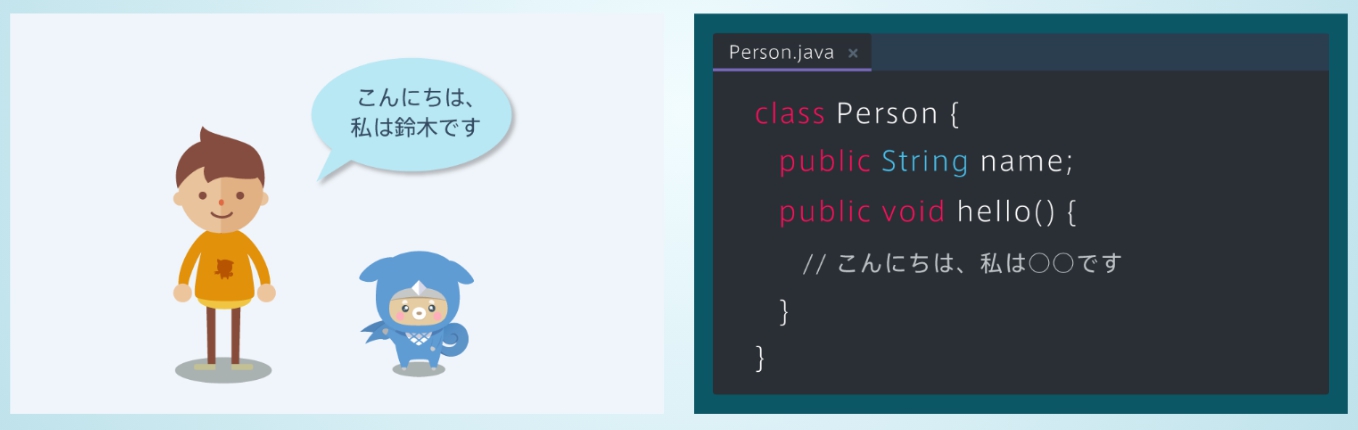 こんにちは、
私は鈴木です
Person.java ×
class Person {
public String name;
public void hello() {
// こんにちは、私は○○です
}
}